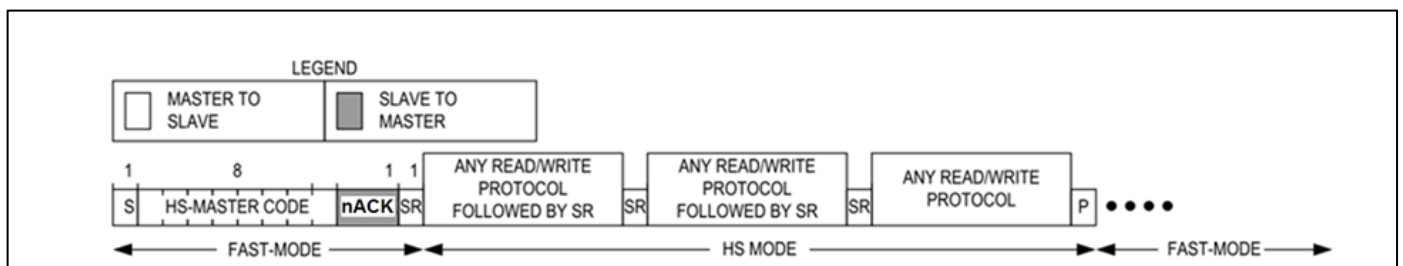 LEGEND
MASTER TO
SLAVE
SLAVE TO
MASTER
1 8 1 1
S HS-MASTER CODE nACK SR
ANY READ/WRITE
PROTOCOL
FOLLOWED BY SR
SR
ANY READ/WRITE
PROTOCOL
FOLLOWED BY SR
SR
ANY READ/WRITE
PROTOCOL
P
FAST-MODE HS MODE FAST-MODE